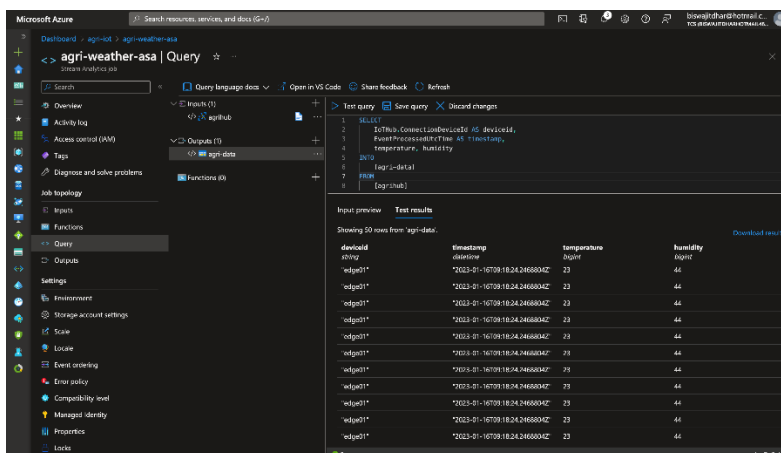 Microsoft Azure
Search resources, services, and docs (G+/)
biswajitdhar@hotmail.c...
Dashboard > agri-iot > agri-weather-asa
<> agri-weather-asa | Query ☆ ...
Stream Analytics job
Search
Overview
Activity log
Access control (IAM)
Tags
Diagnose and solve problems
Job topology
Inputs
Functions
Query
Outputs
Settings
Environment
Storage account settings
Scale
Locale
Event ordering
Error policy
Compatibility level
Managed Identity
Properties
Locks
Query language docs
Open in VS Code
Share feedback
Refresh
Inputs (1)
agrihub
Outputs (1)
agri-data
Functions (0)
Test query
Save query
Discard changes
1 SELECT
2 IoTHub.ConnectionDeviceId AS deviceid,
3 EventProcessedUtcTime AS timestamp,
4 temperature, humidity
5 INTO
6 [agri-data]
7 FROM
8 [agrihub]
Input preview Test results
Showing 50 rows from 'agri-data'.
Download result
deviceid timestamp temperature humidity
string datetime bigint bigint
"edge01" "2023-01-16T09:18:24.2468804Z" 23 44
"edge01" "2023-01-16T09:18:24.2468804Z" 23 44
"edge01" "2023-01-16T09:18:24.2468804Z" 23 44
"edge01" "2023-01-16T09:18:24.2468804Z" 23 44
"edge01" "2023-01-16T09:18:24.2468804Z" 23 44
"edge01" "2023-01-16T09:18:24.2468804Z" 23 44
"edge01" "2023-01-16T09:18:24.2468804Z" 23 44
"edge01" "2023-01-16T09:18:24.2468804Z" 23 44
"edge01" "2023-01-16T09:18:24.2468804Z" 23 44
"edge01" "2023-01-16T09:18:24.2468804Z" 23 44